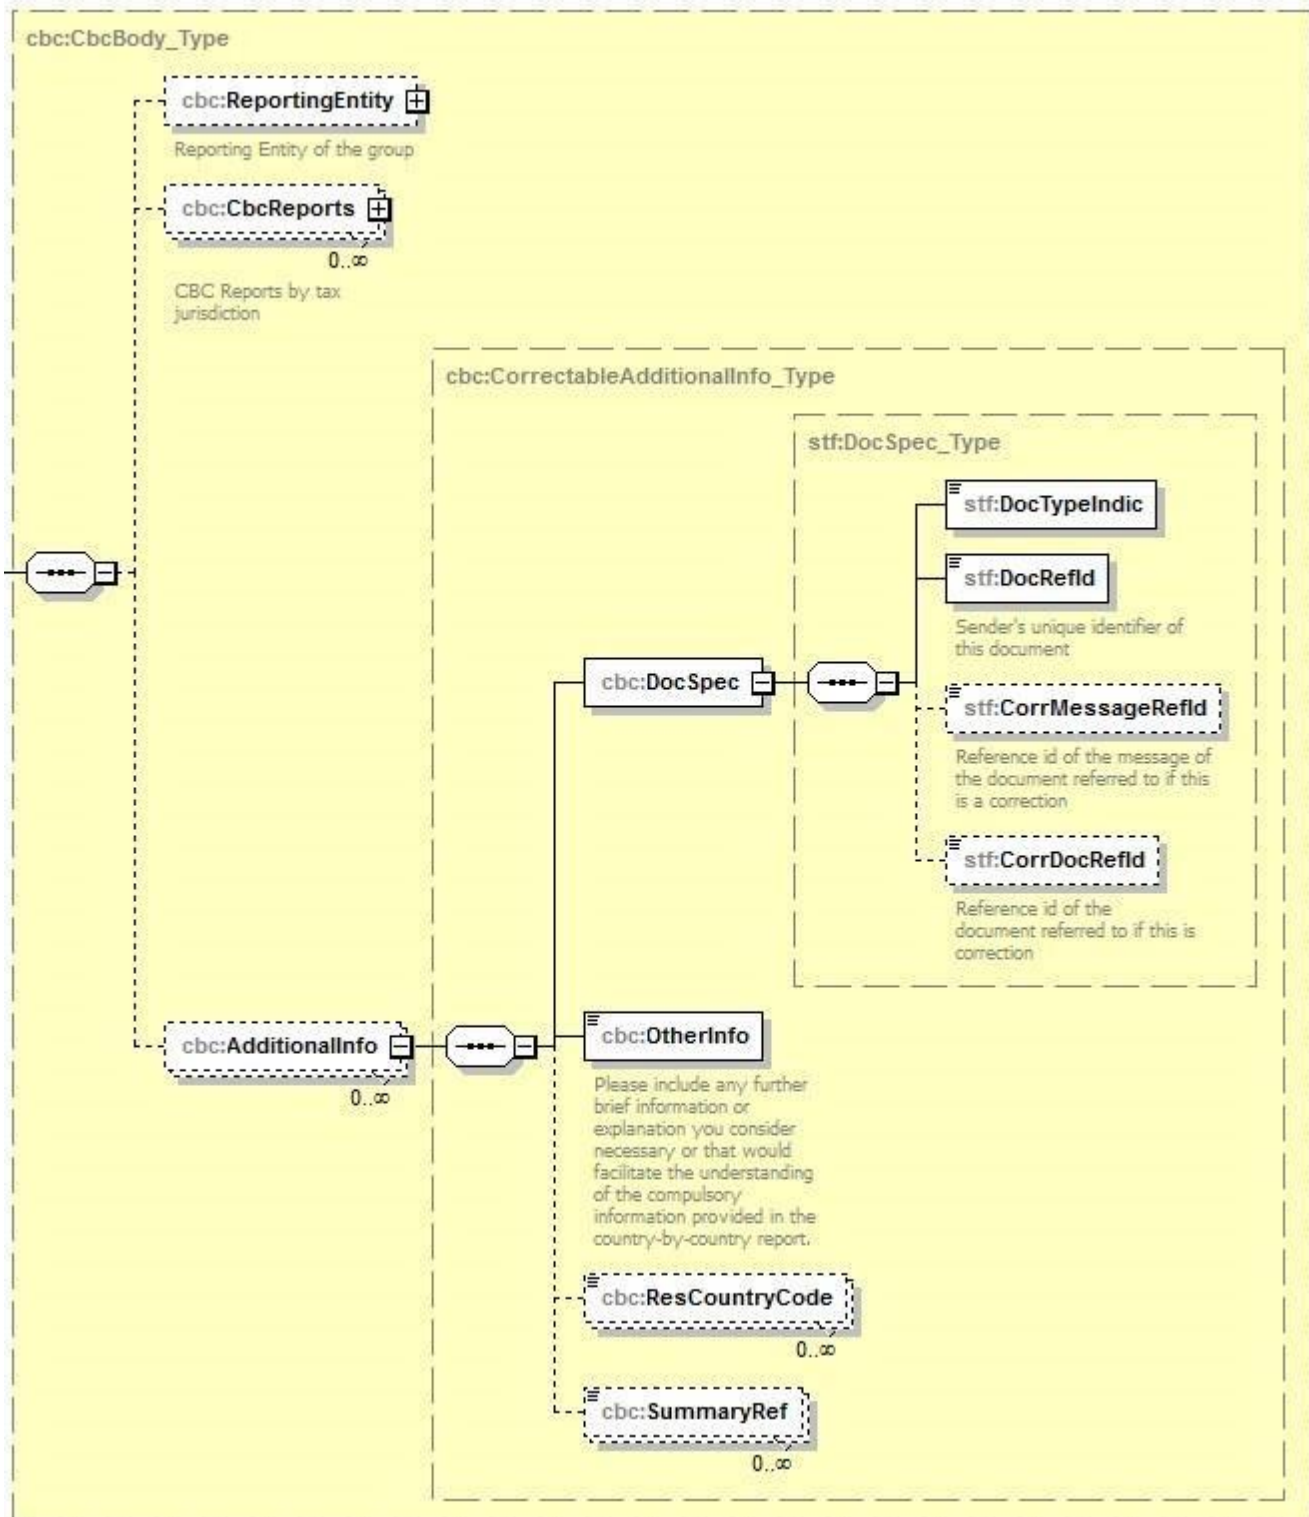 cbc:CbcBody_Type
cbc:ReportingEntity
Reporting Entity of the group
cbc:CbcReports
0..∞
CBC Reports by tax
jurisdiction
cbc:CorrectableAdditionalInfo_Type
stf:DocSpec_Type
stf:DocTypeIndic
stf:DocRefId
Sender's unique identifier of
this document
cbc:DocSpec
stf:CorrMessageRefId
Reference id of the message of
the document referred to if this
is a correction
stf:CorrDocRefId
Reference id of the
document referred to if this is
correction
cbc:AdditionalInfo
0..∞
cbc:OtherInfo
Please include any further
brief information or
explanation you consider
necessary or that would
facilitate the understanding
of the compulsory
information provided in the
country-by-country report.
cbc:ResCountryCode
0..∞
cbc:SummaryRef
0..∞